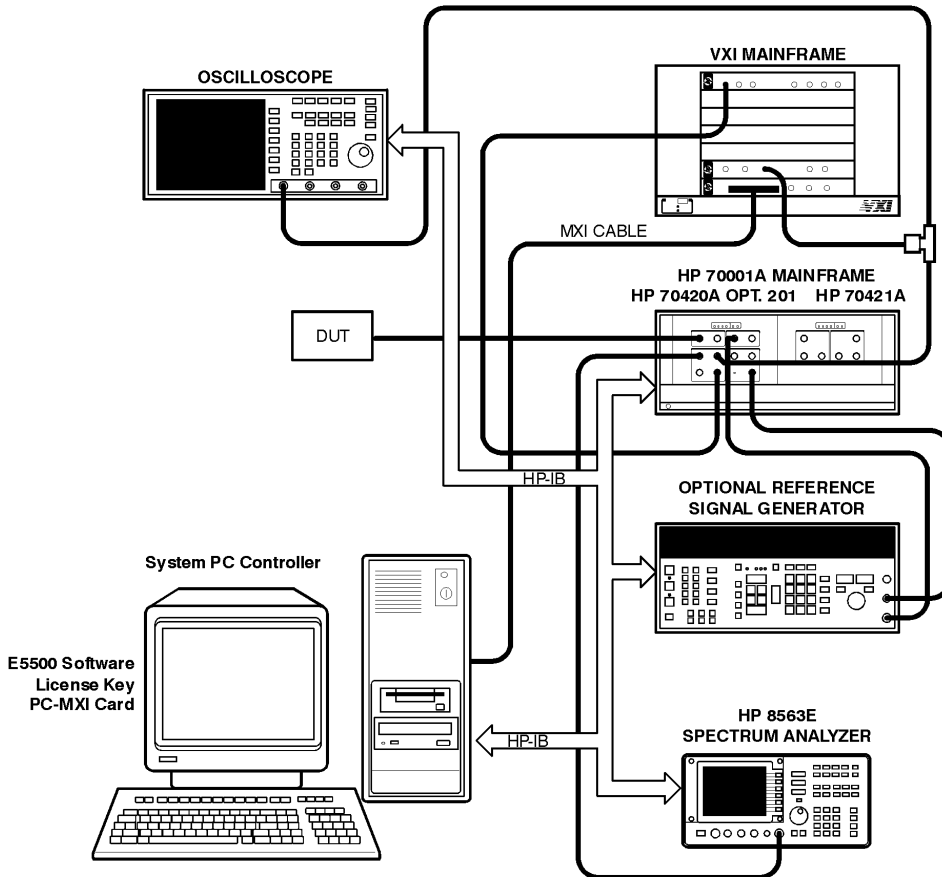 OSCILLOSCOPE
VXI MAINFRAME
VXI
MXI CABLE
HP 70001A MAINFRAME
HP 70420A OPT. 201 HP 70421A
DUT
HP-IB
OPTIONAL REFERENCE
SIGNAL GENERATOR
System PC Controller
E5500 Software
License Key
PC-MXI Card
HP-IB
HP 8563E
SPECTRUM ANALYZER